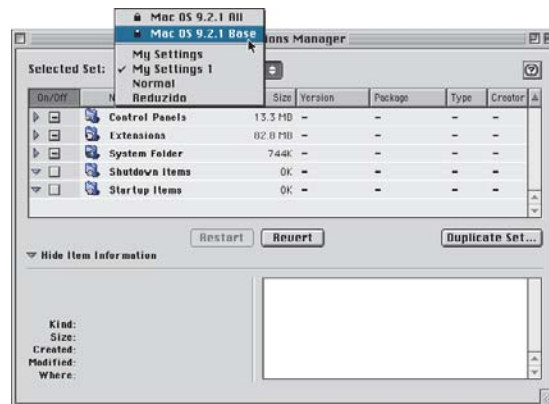 Mac OS 9.2.1 All
Mac OS 9.2.1 Base
ions Manager
My Settings
Selected Set: ✓ My Settings 1
Normal
Reduzido
On/Off N Size Version Package Type Creator
Control Panels 13.3 MB – – – –
Extensions 82.8 MB – – – –
System Folder 744K – – – –
Shutdown Items 0K – – – –
Startup Items 0K – – – –
Restart Revert Duplicate Set...
Hide Item Information
Kind:
Size:
Created:
Modified:
Where: